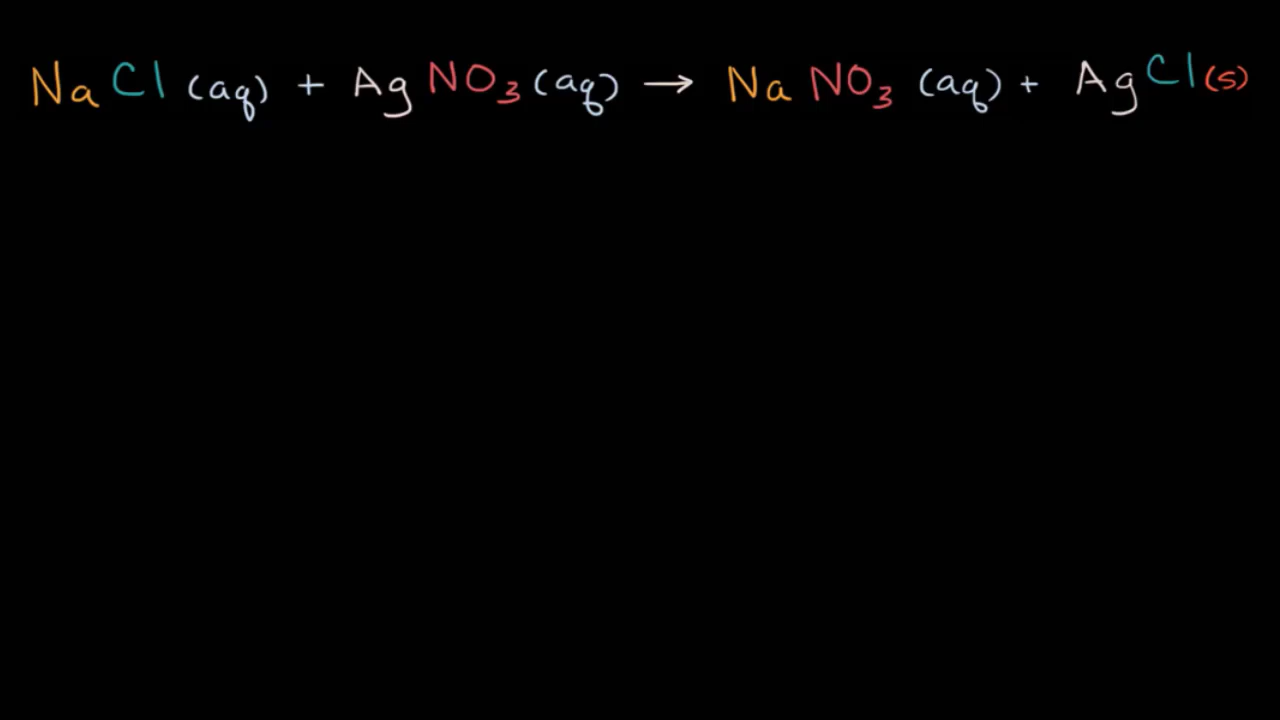 NaCl (aq) + AgNO₃ (aq) → NaNO₃ (aq) + AgCl(s)